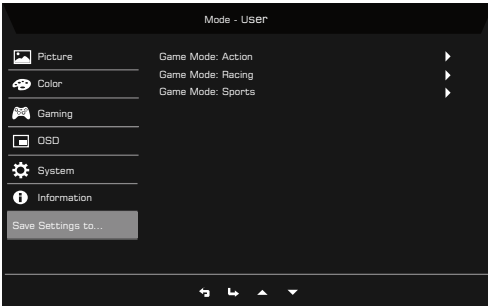 Mode - User
Picture
Color
Gaming
OSD
System
Information
Save Settings to...
Game Mode: Action
Game Mode: Racing
Game Mode: Sports